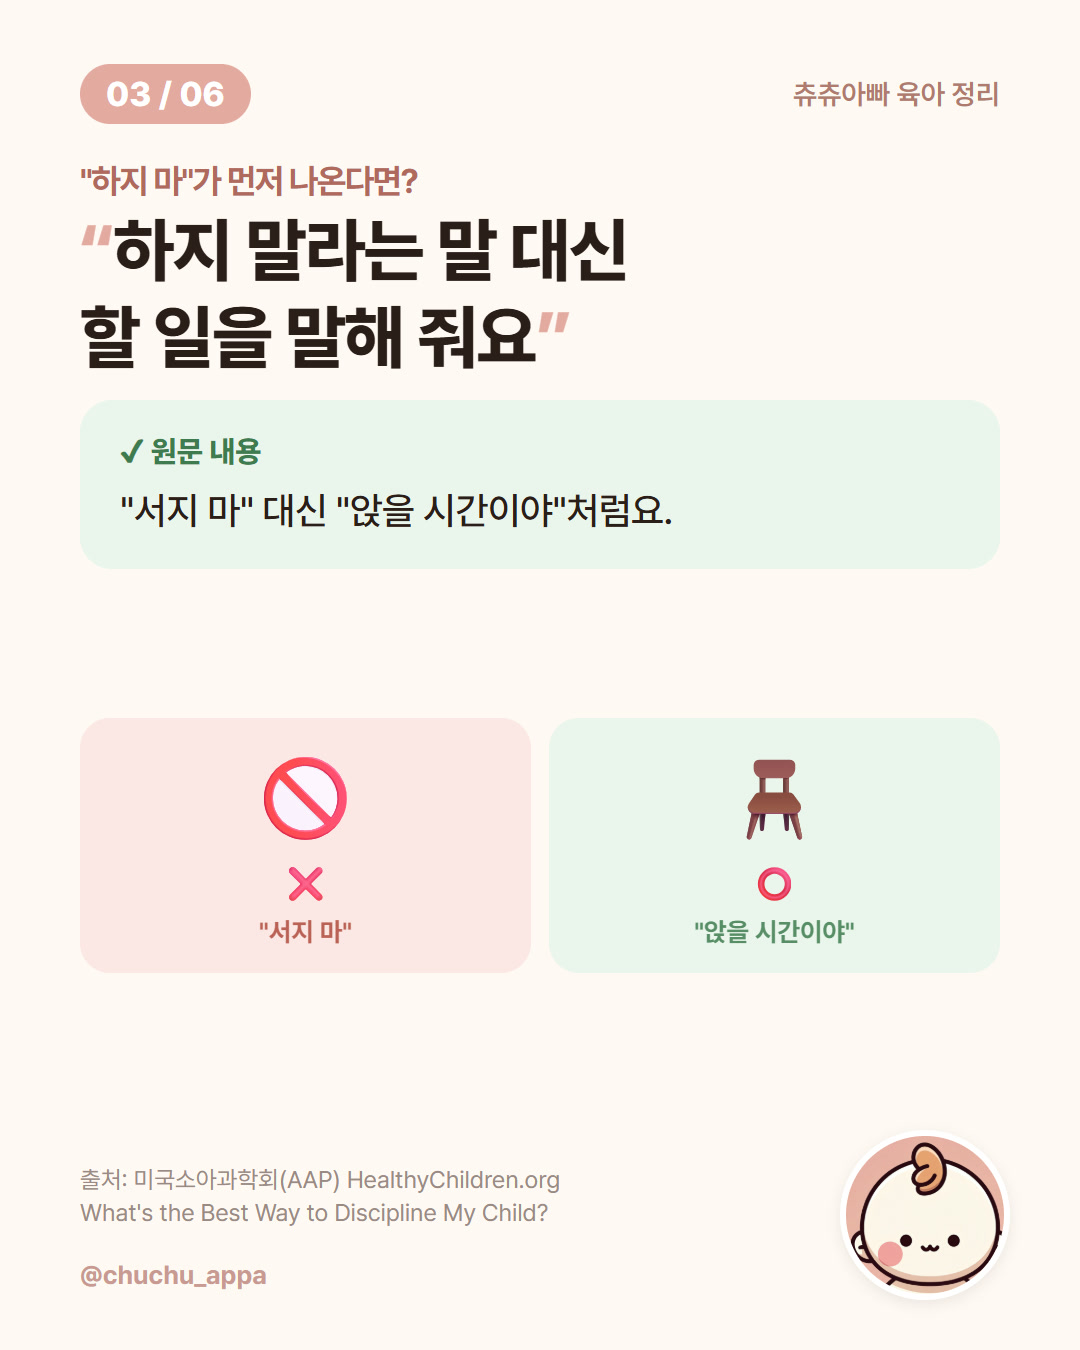 03 / 06
츄츄아빠 육아 정리
"하지 마"가 먼저 나온다면?
“하지 말라는 말 대신
할 일을 말해 줘요”
✓ 원문 내용
"서지 마" 대신 "앉을 시간이야"처럼요.
❌
"서지 마"
⭕
"앉을 시간이야"
출처: 미국소아과학회(AAP) HealthyChildren.org
What's the Best Way to Discipline My Child?
@chuchu_appa